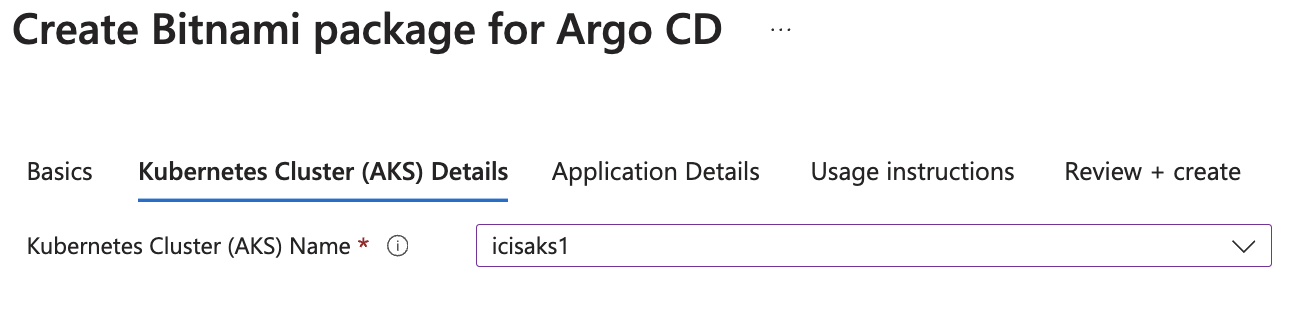 Create Bitnami package for Argo CD ...
Basics Kubernetes Cluster (AKS) Details Application Details Usage instructions Review + create
Kubernetes Cluster (AKS) Name * icisaks1